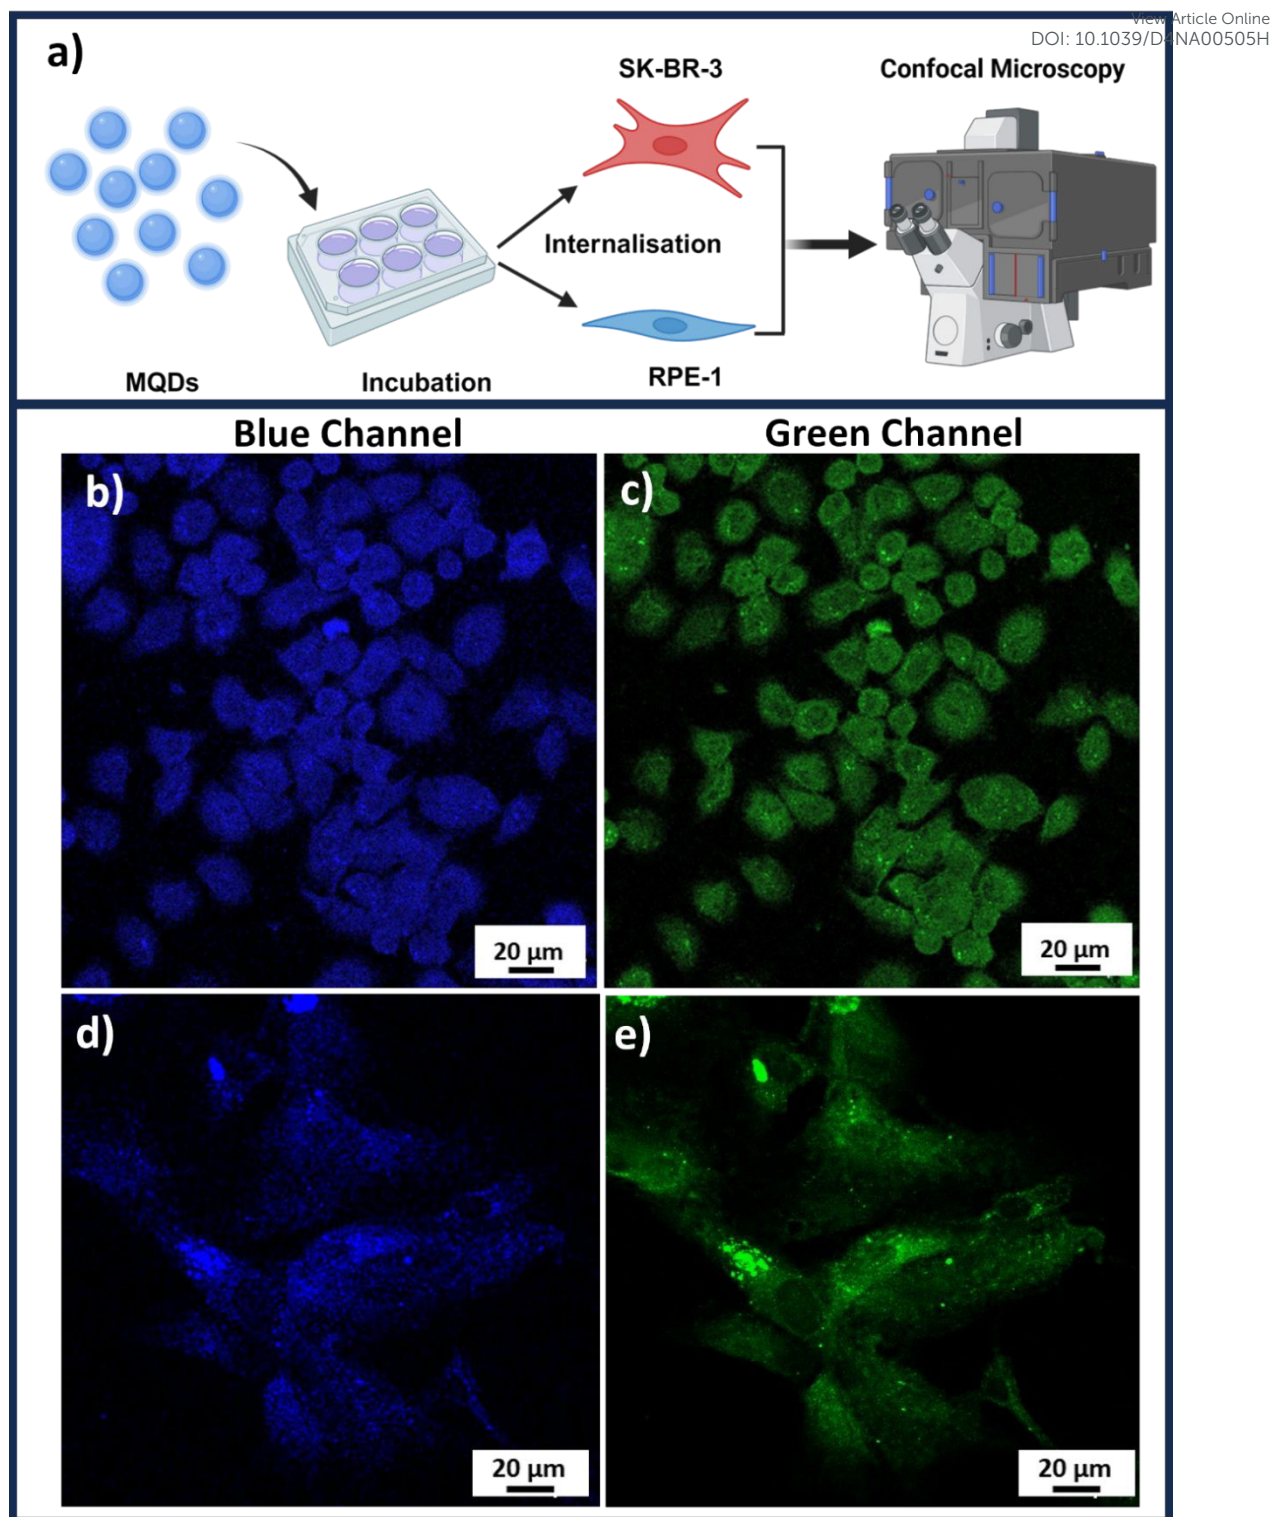 View Article Online
DOI: 10.1039/D4NA00505H
a)
SK-BR-3
Confocal Microscopy
Internalisation
MQDs
Incubation
RPE-1
Blue Channel
Green Channel
b)
c)
20 µm
20 µm
d)
e)
20 µm
20 µm